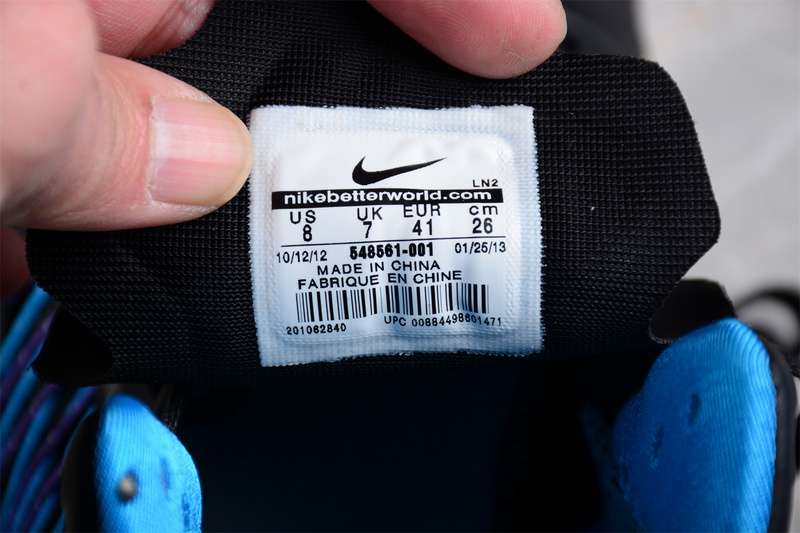 LN2
nikebetterworld.com
US UK EUR cm
8 7 41 26
10/12/12 548561-001 01/25/13
MADE IN CHINA
FABRIQUE EN CHINE
201062840 UPC 00884498601471